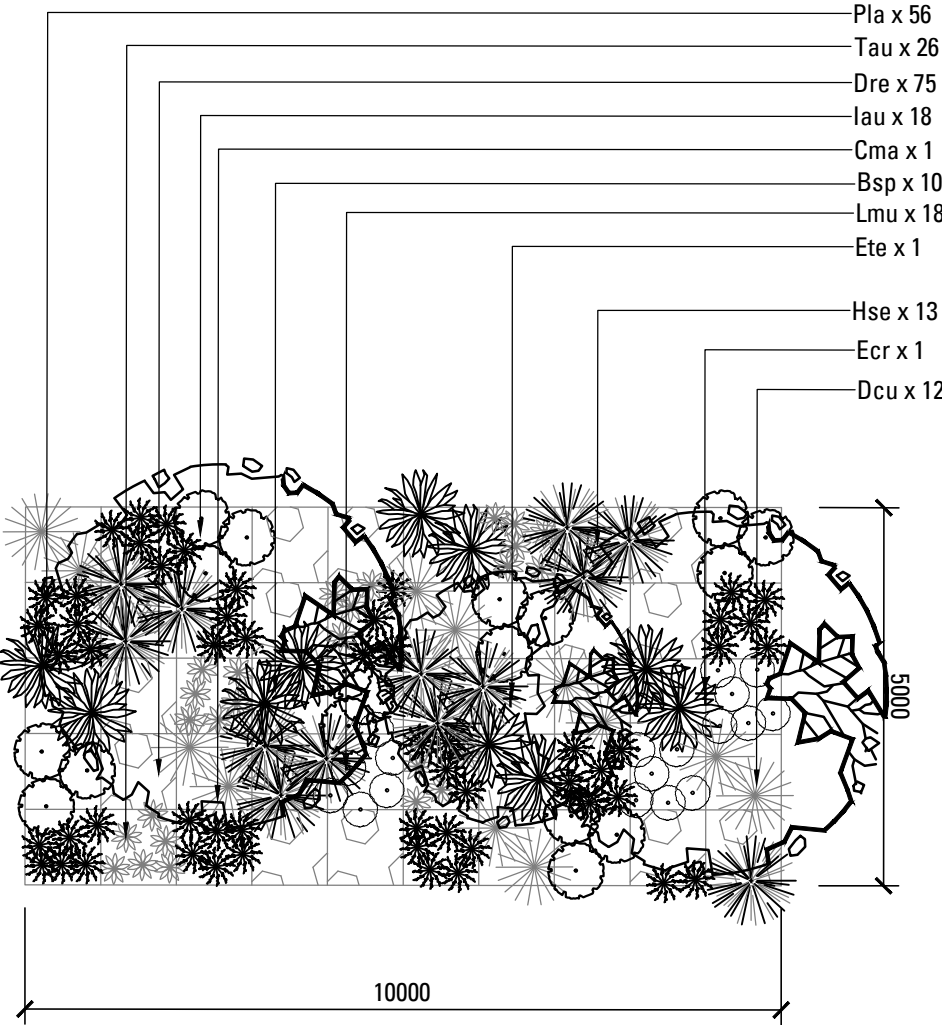 Pla x 56
Tau x 26
Dre x 75
Iau x 18
Cma x 1
Bsp x 10
Lmu x 18
Ete x 1
Hse x 13
Ecr x 1
Dcu x 12
5000
10000